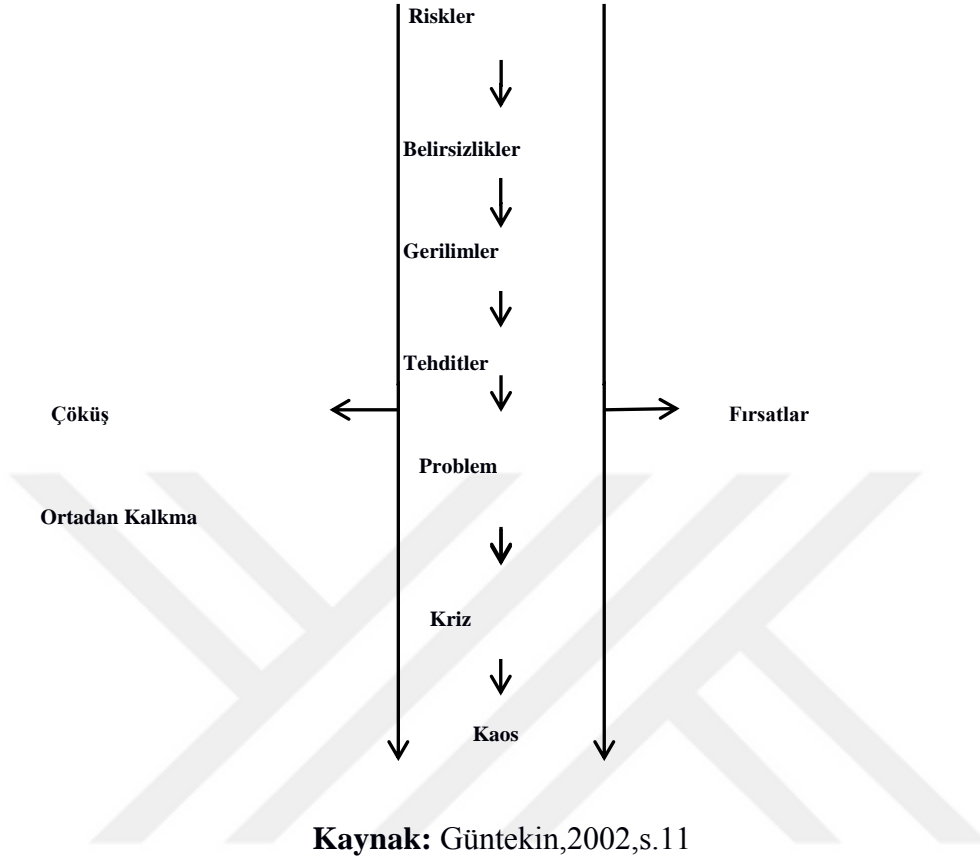 Riskler
Belirsizlikler
Gerilimler
Tehditler
Çöküş
Fırsatlar
Problem
Ortadan Kalkma
Kriz
Kaos
Kaynak: Güntekin,2002,s.11